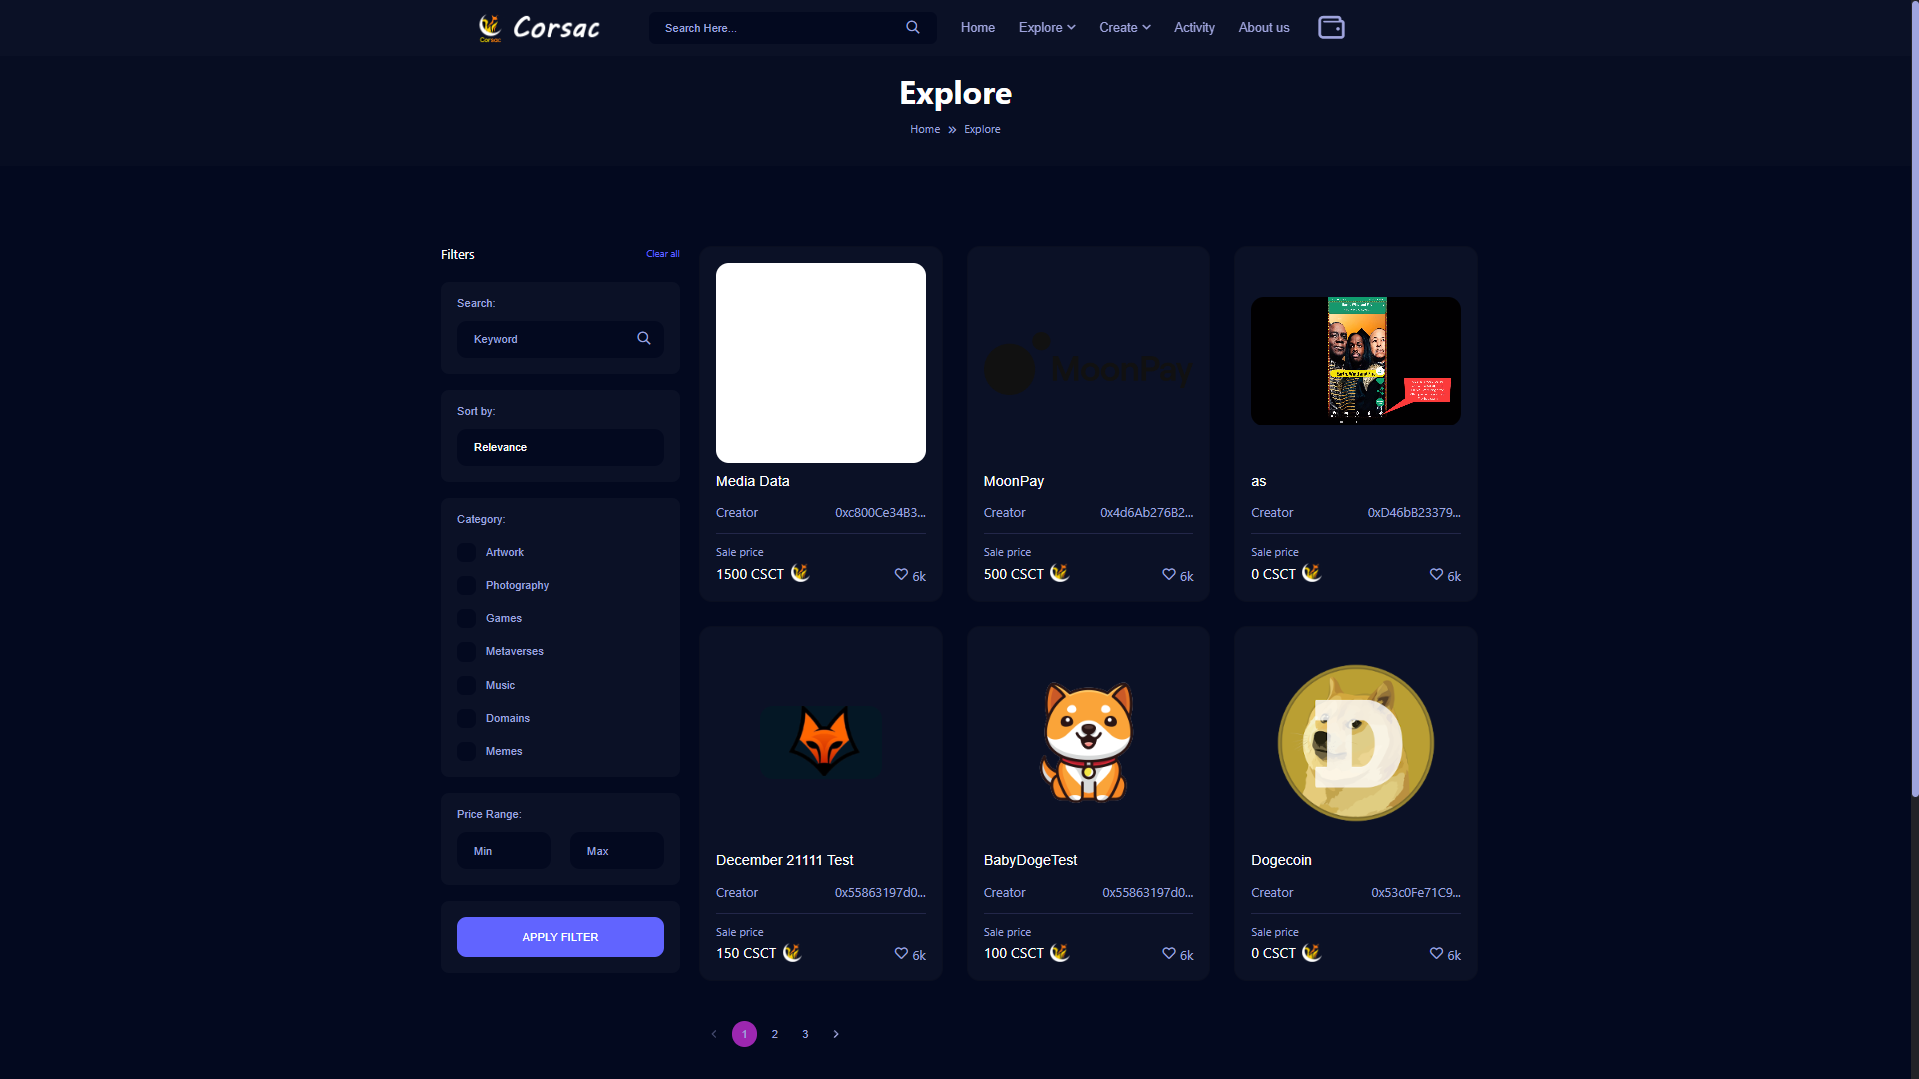 Corsac
Corsac
Search Here...
Home
Explore
Create
Activity
About us
Explore
Home » Explore
Filters
Clear all
Search:
Keyword
Sort by:
Relevance
Category:
Artwork
Photography
Games
Metaverses
Music
Domains
Memes
Price Range:
Min
Max
APPLY FILTER
Media Data
Creator 0xc800Ce34B3...
Sale price
1500 CSCT 6k
MoonPay
MoonPay
Creator 0x4d6Ab276B2...
Sale price
500 CSCT 6k
as
Creator 0xD46bB23379...
Sale price
0 CSCT 6k
December 21111 Test
Creator 0x55863197d0...
Sale price
150 CSCT 6k
BabyDogeTest
Creator 0x55863197d0...
Sale price
100 CSCT 6k
D
Dogecoin
Creator 0x53c0Fe71C9...
Sale price
0 CSCT 6k
1 2 3